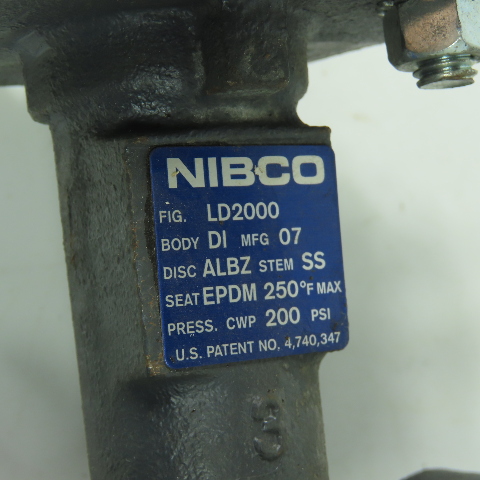 NIBCO
FIG. LD2000
BODY DI MFG 07
DISC ALBZ STEM SS
SEAT EPDM 250°F MAX
PRESS. CWP 200 PSI
U.S. PATENT NO. 4,740,347
3